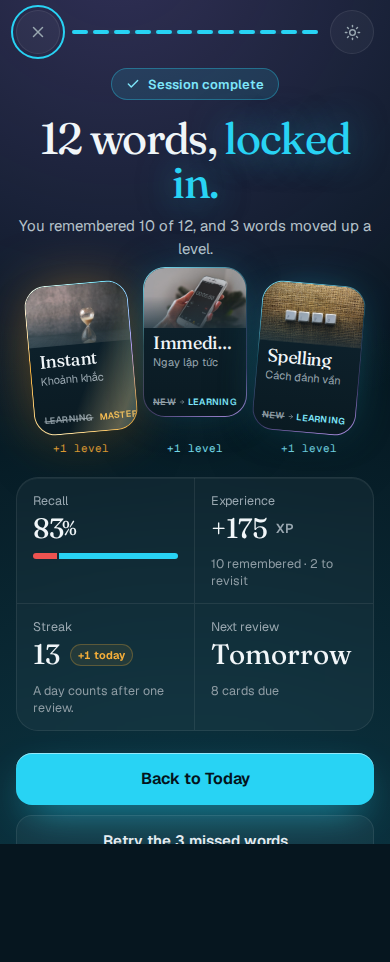 Session complete
12 words, locked
in.
You remembered 10 of 12, and 3 words moved up a
level.
Instant
Khoảnh khắc
LEARNING MASTER
+1 level
Immedi...
Ngay lập tức
NEW → LEARNING
+1 level
Spelling
Cách đánh vần
NEW → LEARNING
+1 level
Recall
83%
Experience
+175 XP
10 remembered · 2 to
revisit
Streak
13 +1 today
A day counts after one
review.
Next review
Tomorrow
8 cards due
Back to Today
Retry the 3 missed words